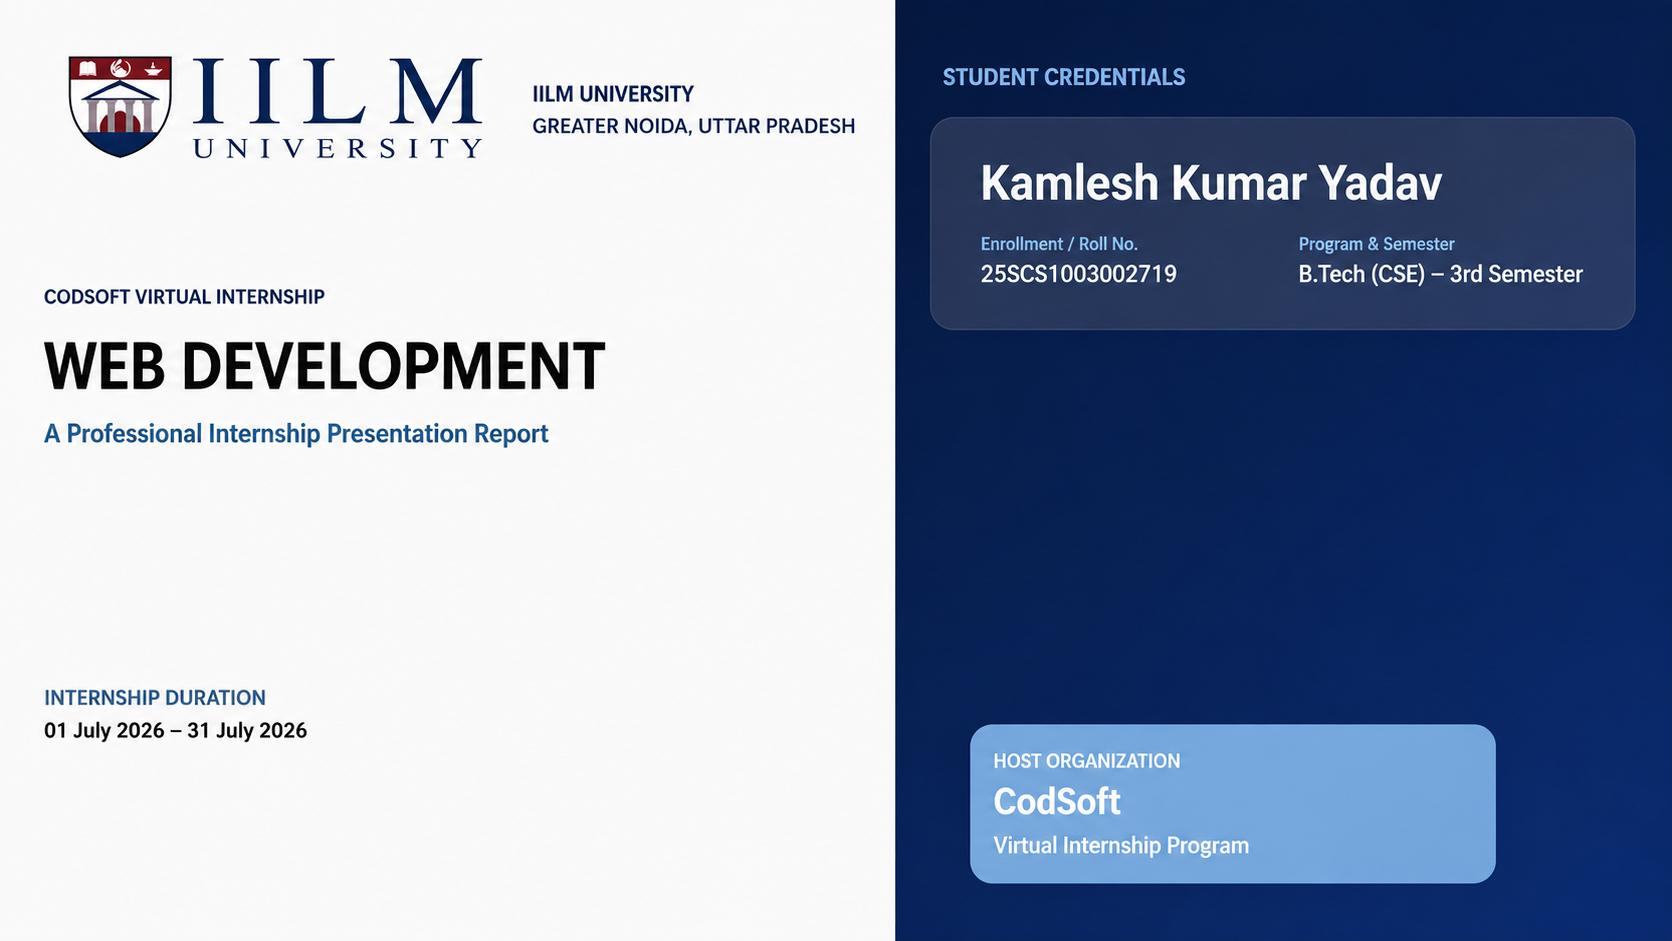 IILM
UNIVERSITY
IILM UNIVERSITY
GREATER NOIDA, UTTAR PRADESH
CODSOFT VIRTUAL INTERNSHIP
WEB DEVELOPMENT
A Professional Internship Presentation Report
INTERNSHIP DURATION
01 July 2026 – 31 July 2026
STUDENT CREDENTIALS
Kamlesh Kumar Yadav
Enrollment / Roll No.
25SCS1003002719
Program & Semester
B.Tech (CSE) – 3rd Semester
HOST ORGANIZATION
CodSoft
Virtual Internship Program